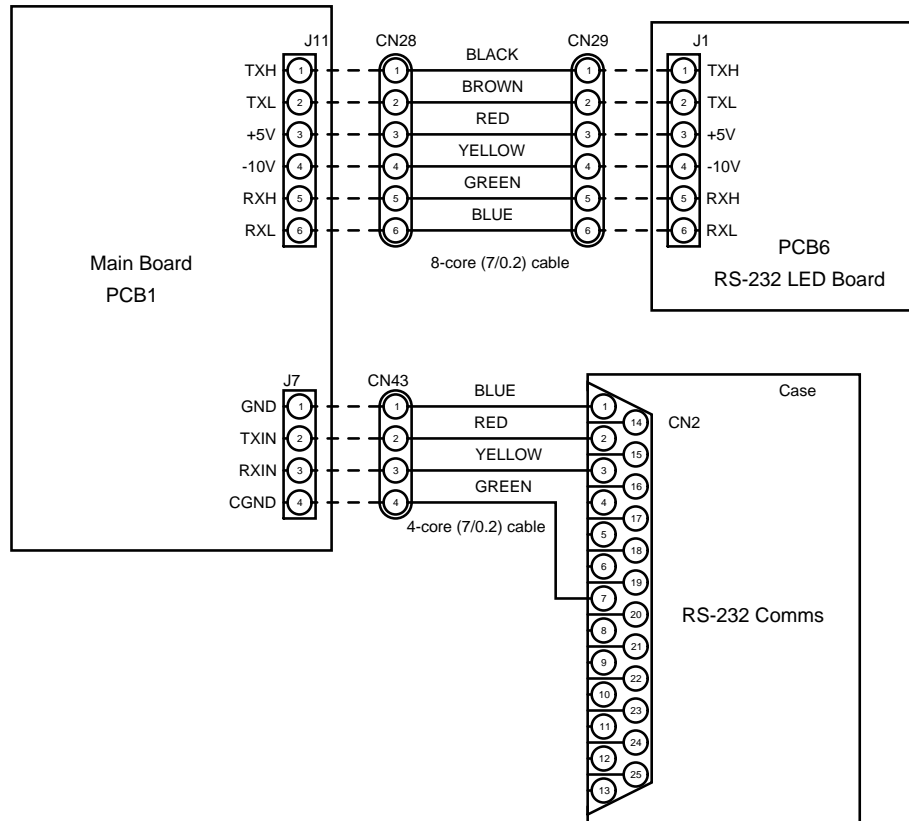 J11 CN28 CN29 J1
BLACK
TXH 1 1 1 1 TXH
BROWN
TXL 2 2 2 2 TXL
RED
+5V 3 3 3 3 +5V
YELLOW
-10V 4 4 4 4 -10V
GREEN
RXH 5 5 5 5 RXH
BLUE
RXL 6 6 6 6 RXL
8-core (7/0.2) cable
Main Board
PCB1
PCB6
RS-232 LED Board
J7 CN43
BLUE
GND 1 1 1
RED
TXIN 2 2 2
YELLOW
RXIN 3 3 3
GREEN
CGND 4 4 4
4-core (7/0.2) cable
Case
CN2
14
15
16
17
5
18
6
19
7
20
8
21
9
22
10
23
11
24
12
25
13
RS-232 Comms